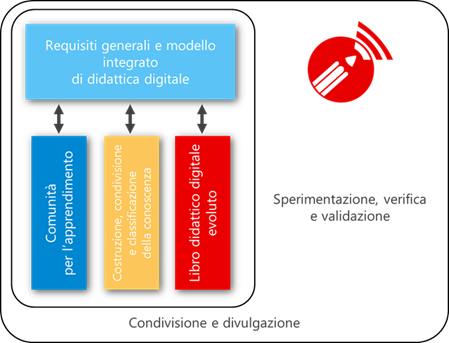 Requisiti generali e modello
integrato
di didattica digitale
Comunità
per l'apprendimento
Costruzione, condivisione
e classificazione
della conoscenza
Libro didattico digitale
evoluto
Sperimentazione, verifica
e validazione
Condivisione e divulgazione